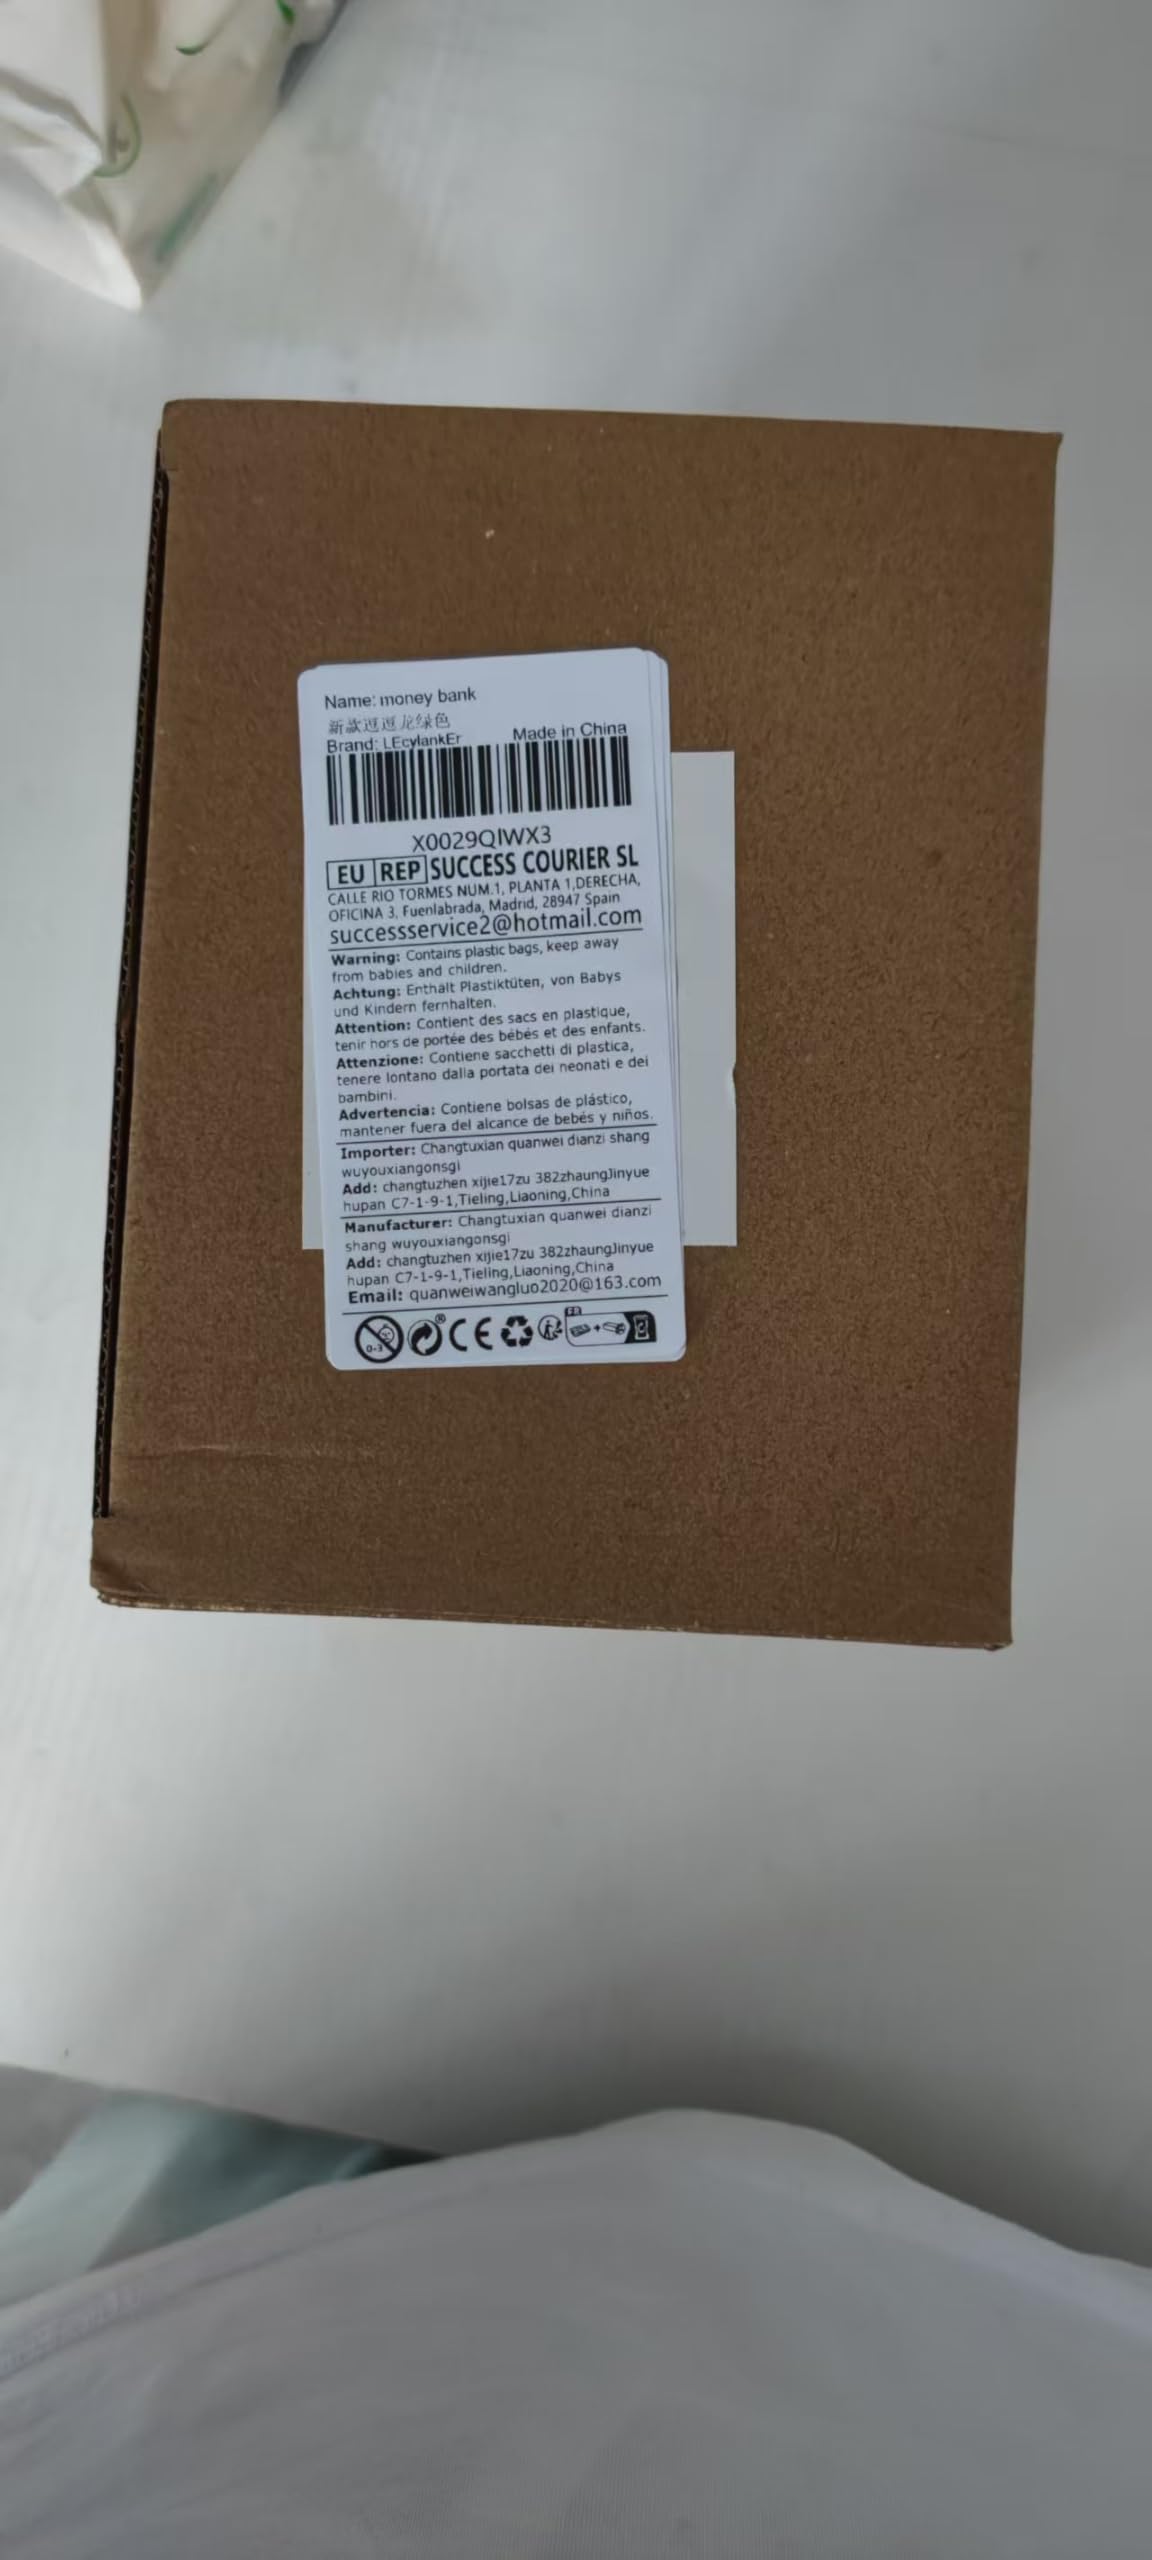 Name: money bank
新款逗逗龙绿色
Brand: LEcylankEr Made in China
X0029QIWX3
EU REP SUCCESS COURIER SL
CALLE RIO TORMES NUM.1, PLANTA 1,DERECHA,
OFICINA 3, Fuenlabrada, Madrid, 28947 Spain
successservice2@hotmail.com
Warning: Contains plastic bags, keep away
from babies and children.
Achtung: Enthält Plastiktüten, von Babys
und Kindern fernhalten.
Attention: Contient des sacs en plastique,
tenir hors de portée des bébés et des enfants.
Attenzione: Contiene sacchetti di plastica,
tenere lontano dalla portata dei neonati e dei
bambini.
Advertencia: Contiene bolsas de plástico,
mantener fuera del alcance de bebés y niños.
Importer: Changtuxian quanwei dianzi shang
wuyouxiangonsgi
Add: changtuzhen xijie17zu 382zhaungJinyue
hupan C7-1-9-1,Tieling,Liaoning,China
Manufacturer: Changtuxian quanwei dianzi
shang wuyouxiangonsgi
Add: changtuzhen xijie17zu 382zhaungJinyue
hupan C7-1-9-1,Tieling,Liaoning,China
Email: quanweiwangluo2020@163.com
0-3 ® CE FR